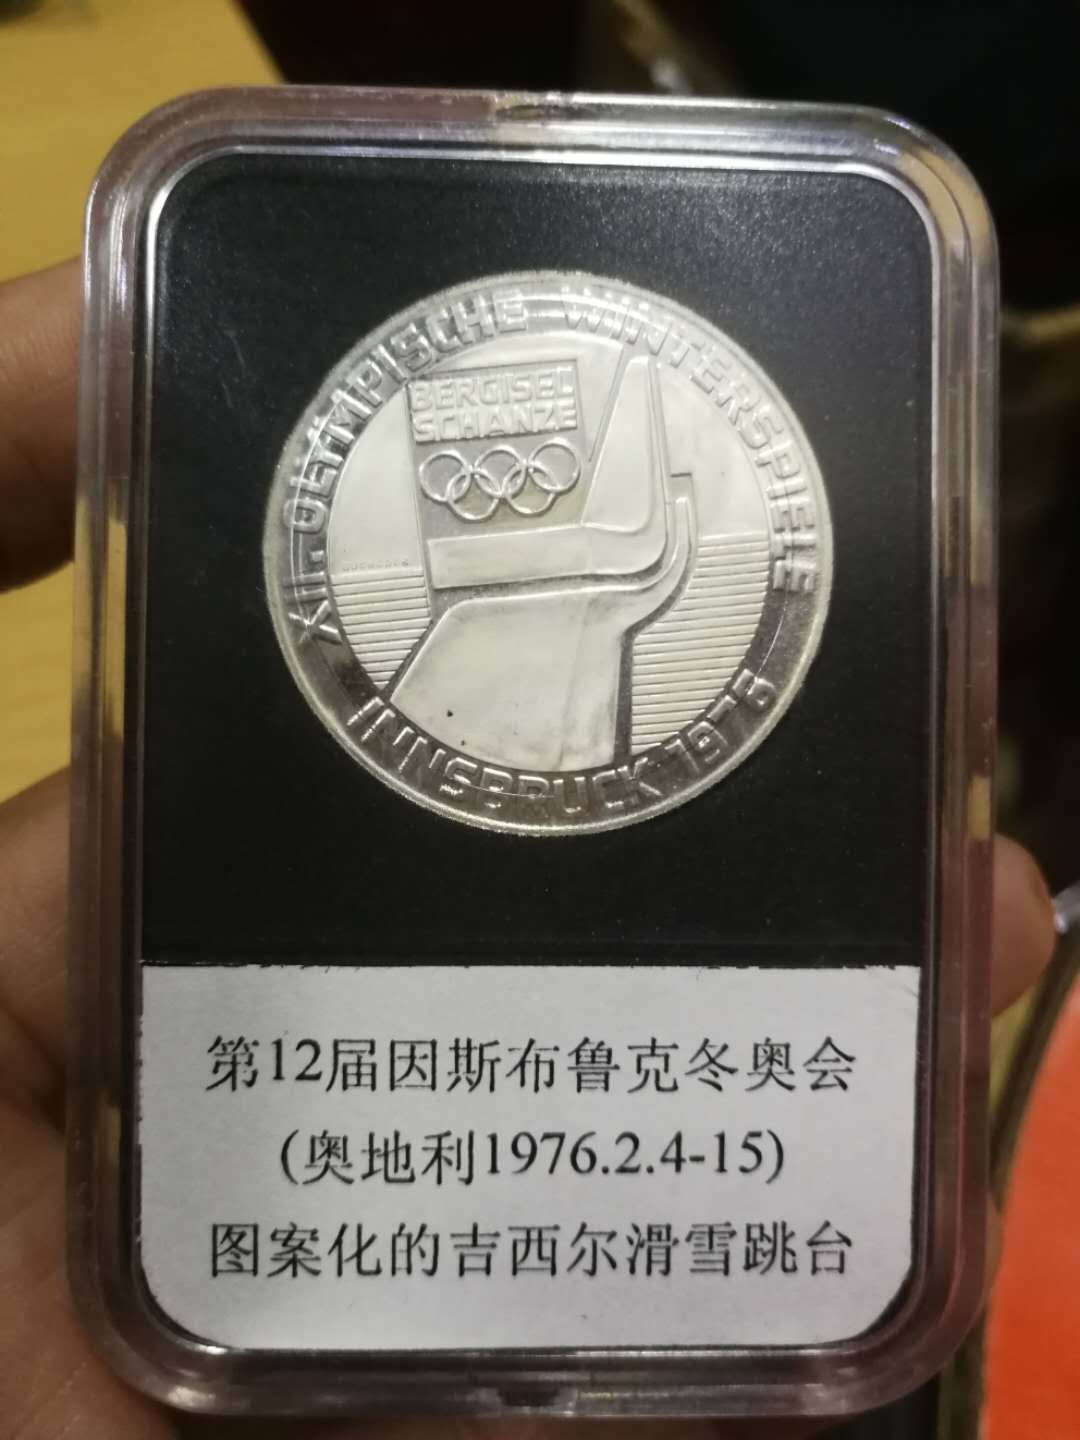 XII. OLYMPISCHE WINTERSPIELE
BERGISEL
SCHANZE
INNSBRUCK 1976
第12届因斯布鲁克冬奥会
(奥地利1976.2.4-15)
图案化的吉西尔滑雪跳台